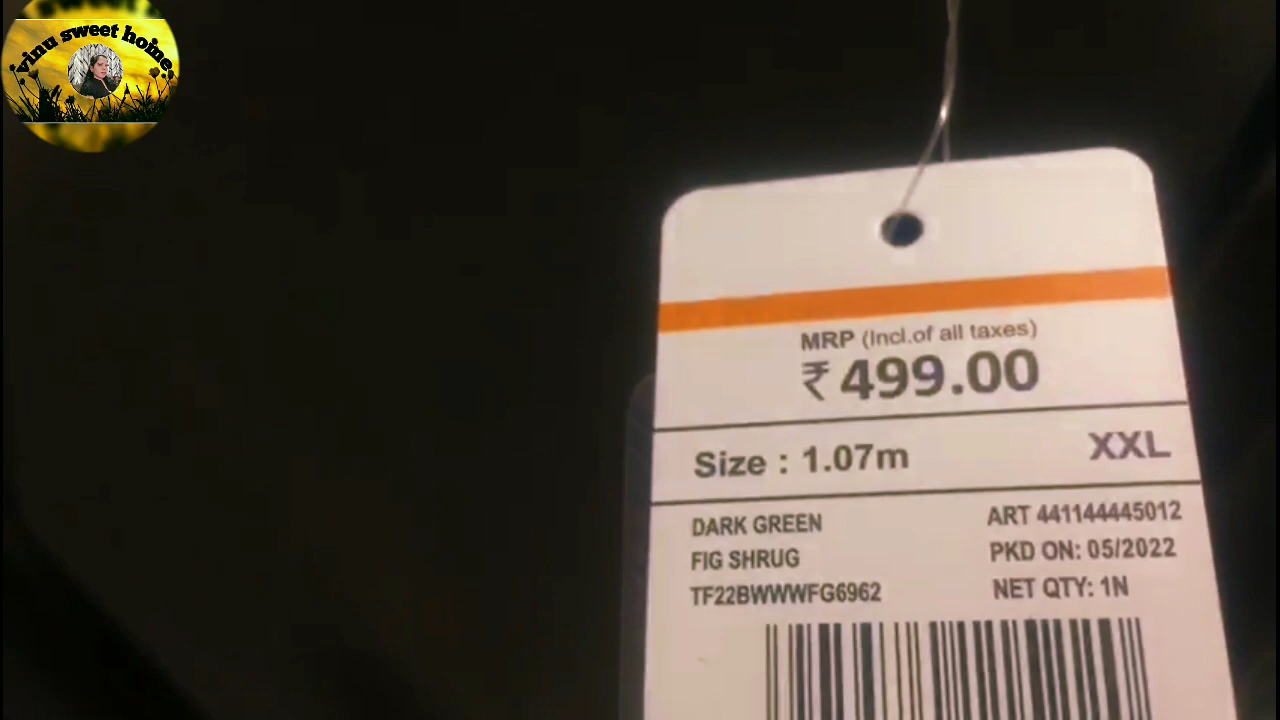 vinu sweet home
MRP (Incl.of all taxes)
₹ 499.00
Size : 1.07m XXL
DARK GREEN ART 441144445012
FIG SHRUG PKD ON: 05/2022
TF22BWWWFG6962 NET QTY: 1N